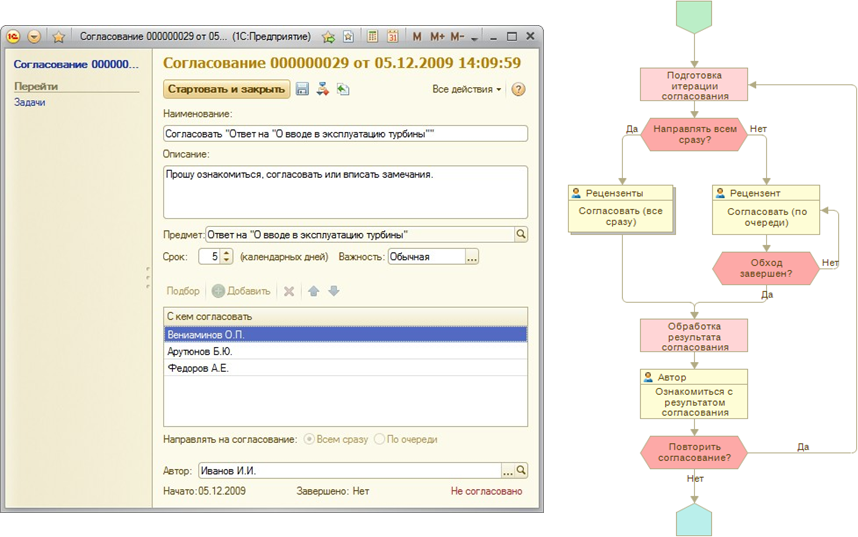 Согласование 000000029 от 05... (1С:Предприятие)
M M+ M-
31
Согласование 000000...
Перейти
Задачи
Согласование 000000029 от 05.12.2009 14:09:59
Стартовать и закрыть
Все действия
Наименование:
Согласовать "Ответ на "О вводе в эксплуатацию турбины""
Описание:
Прошу ознакомиться, согласовать или вписать замечания.
Предмет: Ответ на "О вводе в эксплуатацию турбины"
Срок: 5 (календарных дней) Важность: Обычная ...
Подбор Добавить
С кем согласовать
Вениаминов О.П.
Арутюнов Б.Ю.
Федоров А.Е.
Направлять на согласование: Всем сразу По очереди
Автор: Иванов И.И. ...
Начато: 05.12.2009 Завершено: Нет Не согласовано
Подготовка
итерации
согласования
Направлять всем
сразу?
Да
Нет
Рецензенты
Согласовать (все
сразу)
Рецензент
Согласовать (по
очереди)
Обход
завершен?
Нет
Да
Обработка
результата
согласования
Автор
Ознакомиться с
результатом
согласования
Повторить
согласование?
Да
Нет